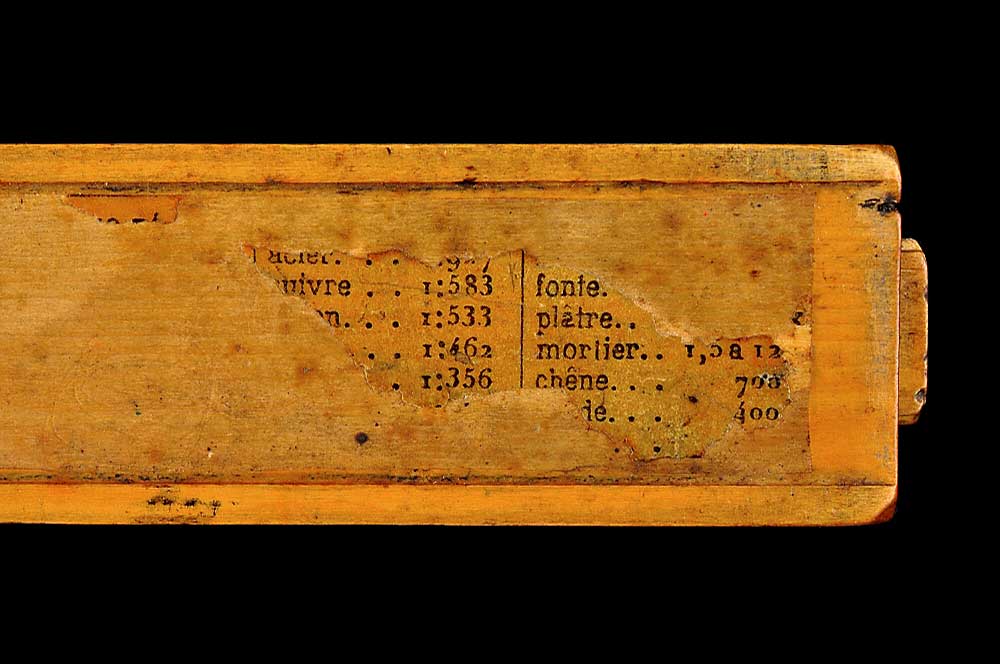 acier. . .
uivre . . 1:583
n. . . 1:533
. . 1:462
. 1:356
fonte.
plâtre. .
mortier. . 1,5 à 12
chêne. . . 700
de. . . 400